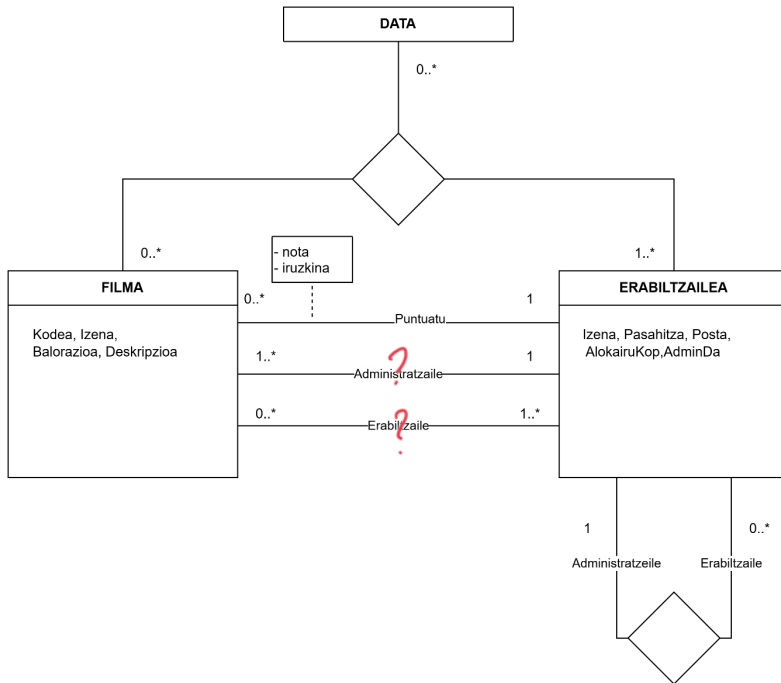 DATA
0..*
0..*
1..*
- nota
- iruzkina
FILMA
ERABILTZAILEA
0..*
1
Puntuatu
Kodea, Izena,
Balorazioa, Deskripzioa
Izena, Pasahitza, Posta,
AlokairuKop,AdminDa
1..*
?
1
Administratzaile
0..*
?
1..*
Erabiltzaile
1
0..*
Administratzeile
Erabiltzaile